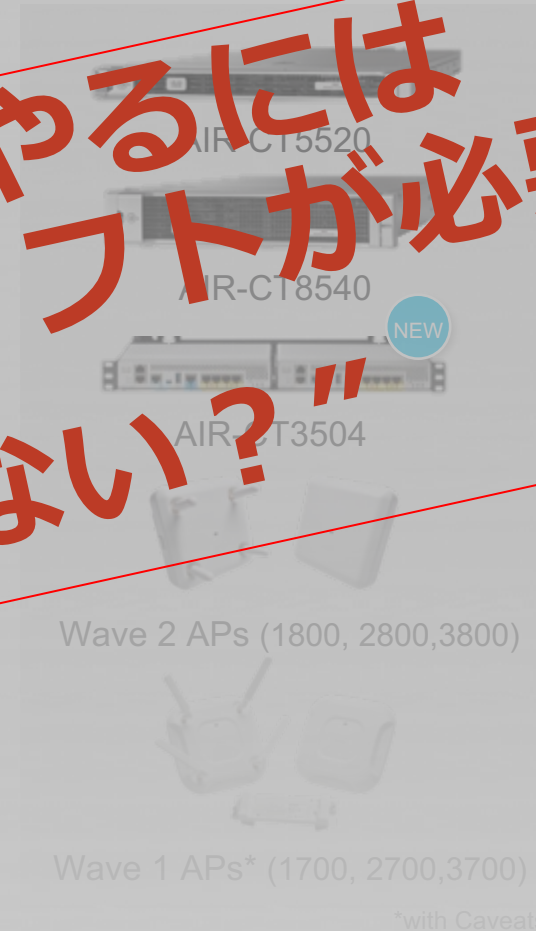 やるには
AIR-CT5520
フトが必
AIR-CT8540
NEW
ない？”
AIR-CT3504
Wave 2 APs (1800, 2800,3800)
Wave 1 APs* (1700, 2700,3700)
*with Caveat